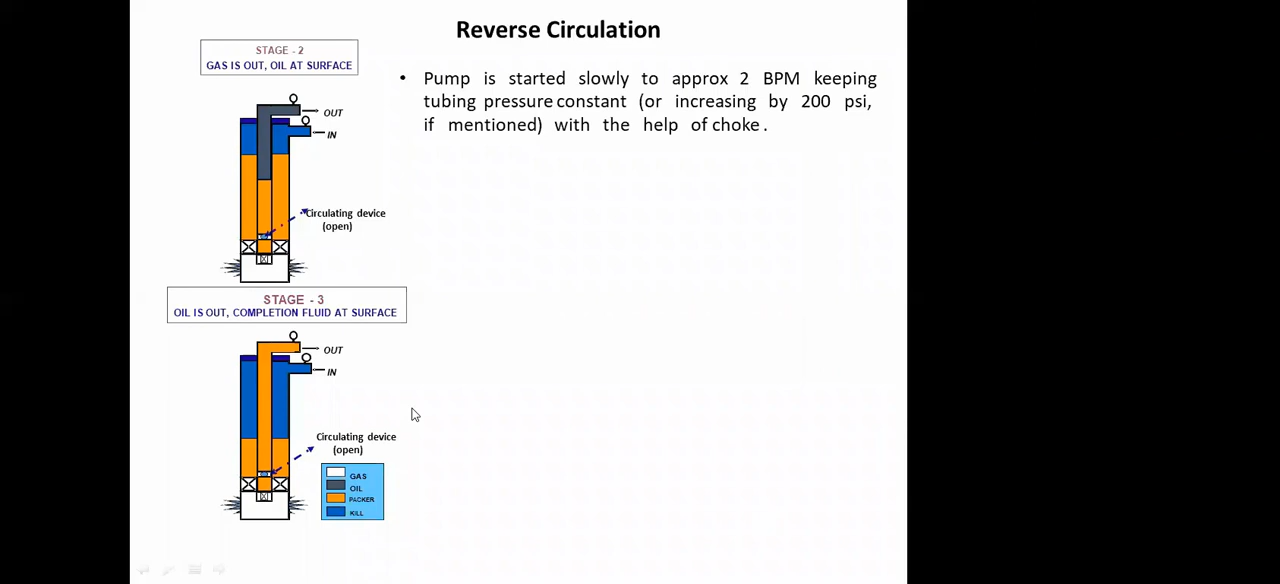 Reverse Circulation
STAGE - 2
GAS IS OUT, OIL AT SURFACE
• Pump is started slowly to approx 2 BPM keeping
tubing pressure constant (or increasing by 200 psi,
if mentioned) with the help of choke .
OUT
IN
Circulating device
(open)
STAGE - 3
OIL IS OUT, COMPLETION FLUID AT SURFACE
OUT
IN
Circulating device
(open)
GAS
OIL
PACKER
KILL